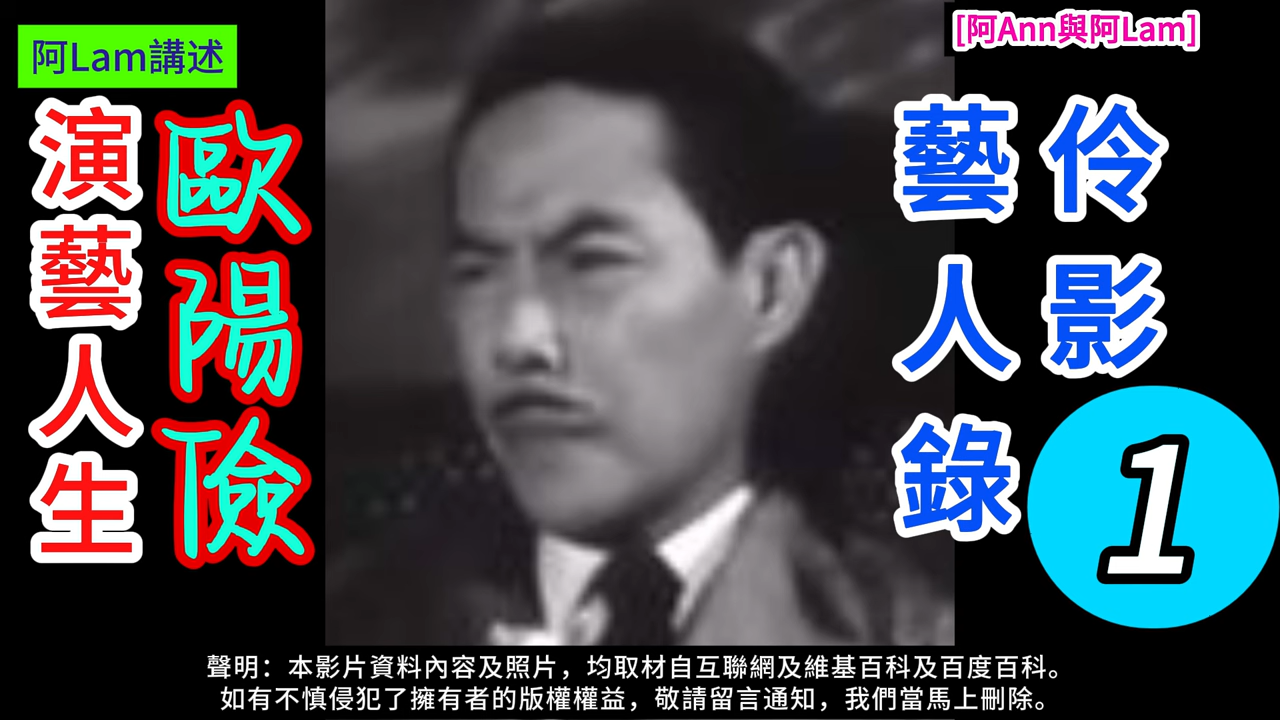 阿Lam講述
[阿Ann與阿Lam]
演藝人生
歐陽儉
伶影
藝人錄
1
聲明：本影片資料內容及照片，均取材自互聯網及維基百科及百度百科。
如有不慎侵犯了擁有者的版權權益，敬請留言通知，我們當馬上刪除。